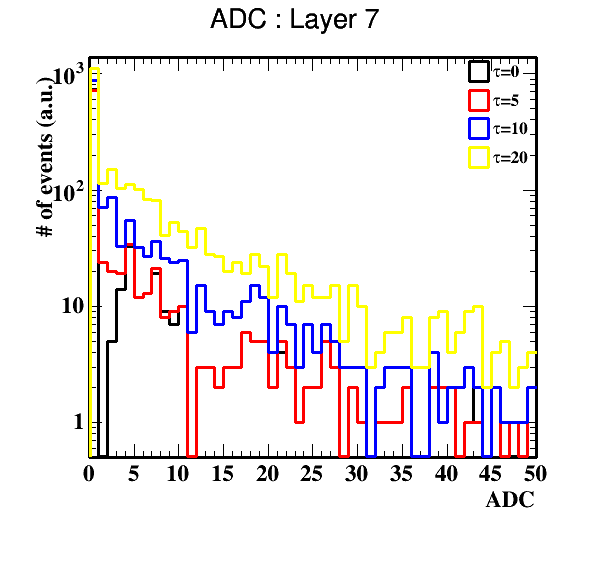 ADC : Layer 7
# of events (a.u.)
10³
10²
10
1
τ=0
τ=5
τ=10
τ=20
0 5 10 15 20 25 30 35 40 45 50
ADC